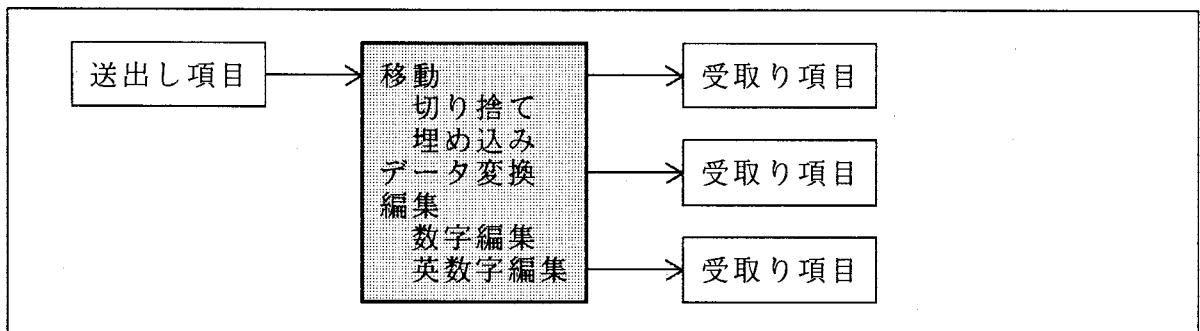 送出し項目
移動
切り捨て
埋め込み
データ変換
編集
数字編集
英数字編集
受取り項目
受取り項目
受取り項目